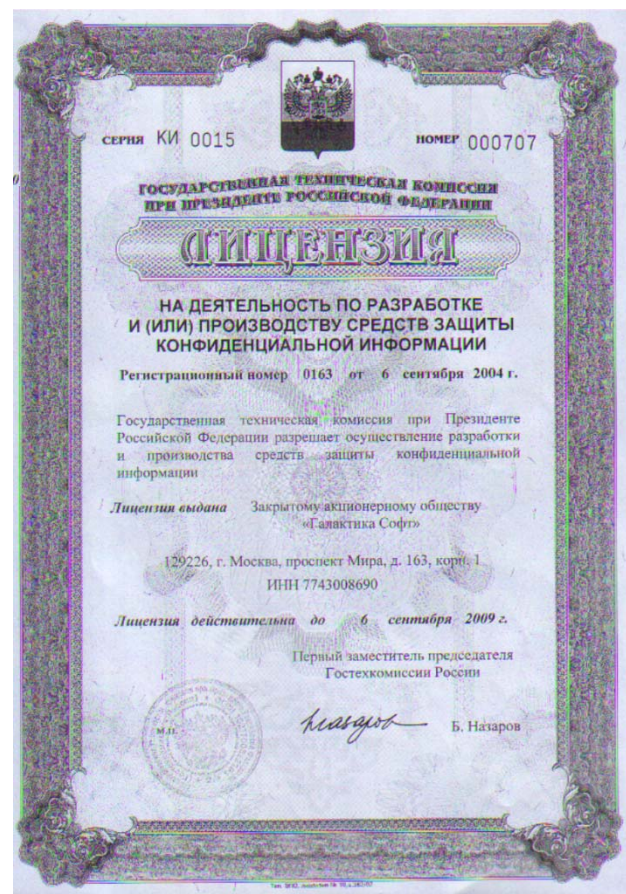 СЕРИЯ КИ 0015
НОМЕР 000707
ГОСУДАРСТВЕННАЯ ТЕХНИЧЕСКАЯ КОМИССИЯ
ПРИ ПРЕЗИДЕНТЕ РОССИЙСКОЙ ФЕДЕРАЦИИ
ЛИЦЕНЗИЯ
НА ДЕЯТЕЛЬНОСТЬ ПО РАЗРАБОТКЕ
И (ИЛИ) ПРОИЗВОДСТВУ СРЕДСТВ ЗАЩИТЫ
КОНФИДЕНЦИАЛЬНОЙ ИНФОРМАЦИИ
Регистрационный номер 0163 от 6 сентября 2004 г.
Государственная техническая комиссия при Президенте
Российской Федерации разрешает осуществление разработки
и производства средств защиты конфиденциальной
информации
Лицензия выдана Закрытому акционерному обществу
«Галактика Софт»
129226, г. Москва, проспект Мира, д. 163, корп. 1
ИНН 7743008690
Лицензия действительна до 6 сентября 2009 г.
Первый заместитель председателя
Гостехкомиссии России
М.П.
Б. Назаров